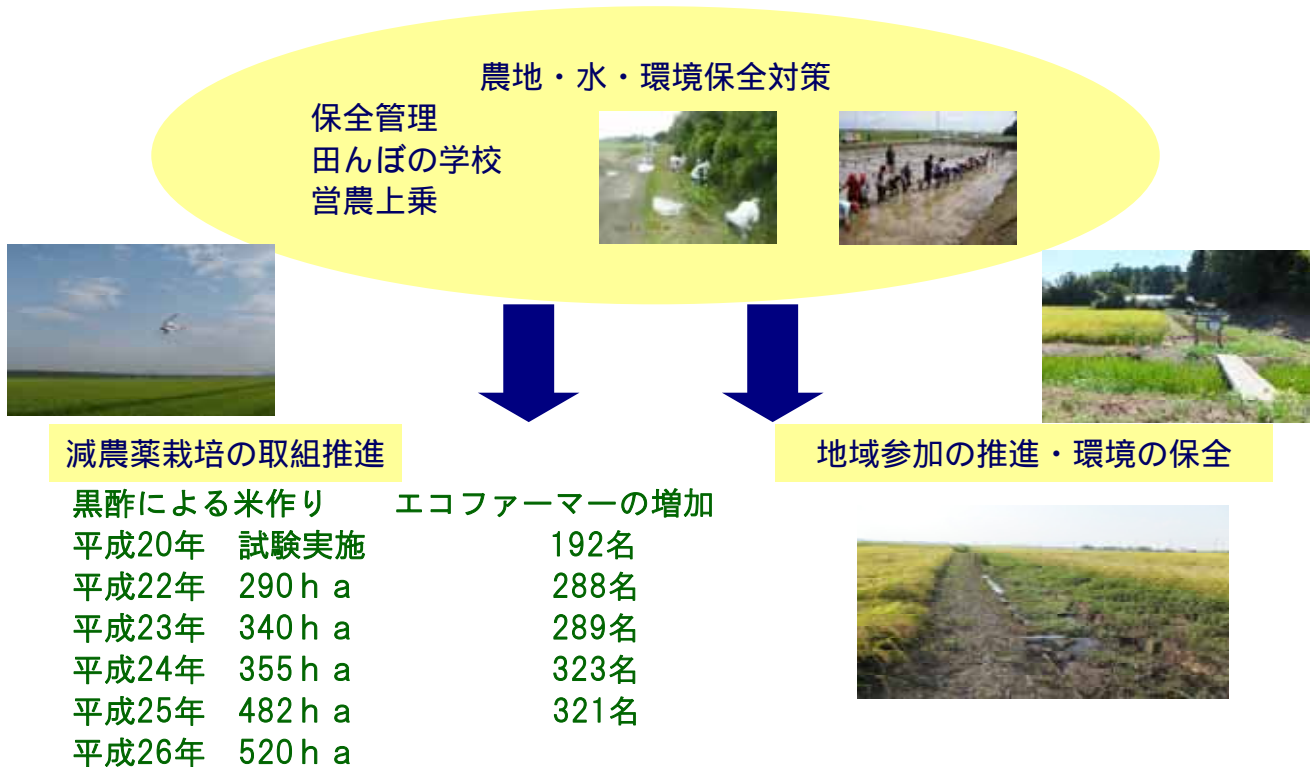 農地・水・環境保全対策
保全管理
田んぼの学校
営農上乗
減農薬栽培の取組推進
地域参加の推進・環境の保全
黒酢による米作り　　エコファーマーの増加
平成20年　試験実施　　192名
平成22年　290ｈａ　　288名
平成23年　340ｈａ　　289名
平成24年　355ｈａ　　323名
平成25年　482ｈａ　　321名
平成26年　520ｈａ